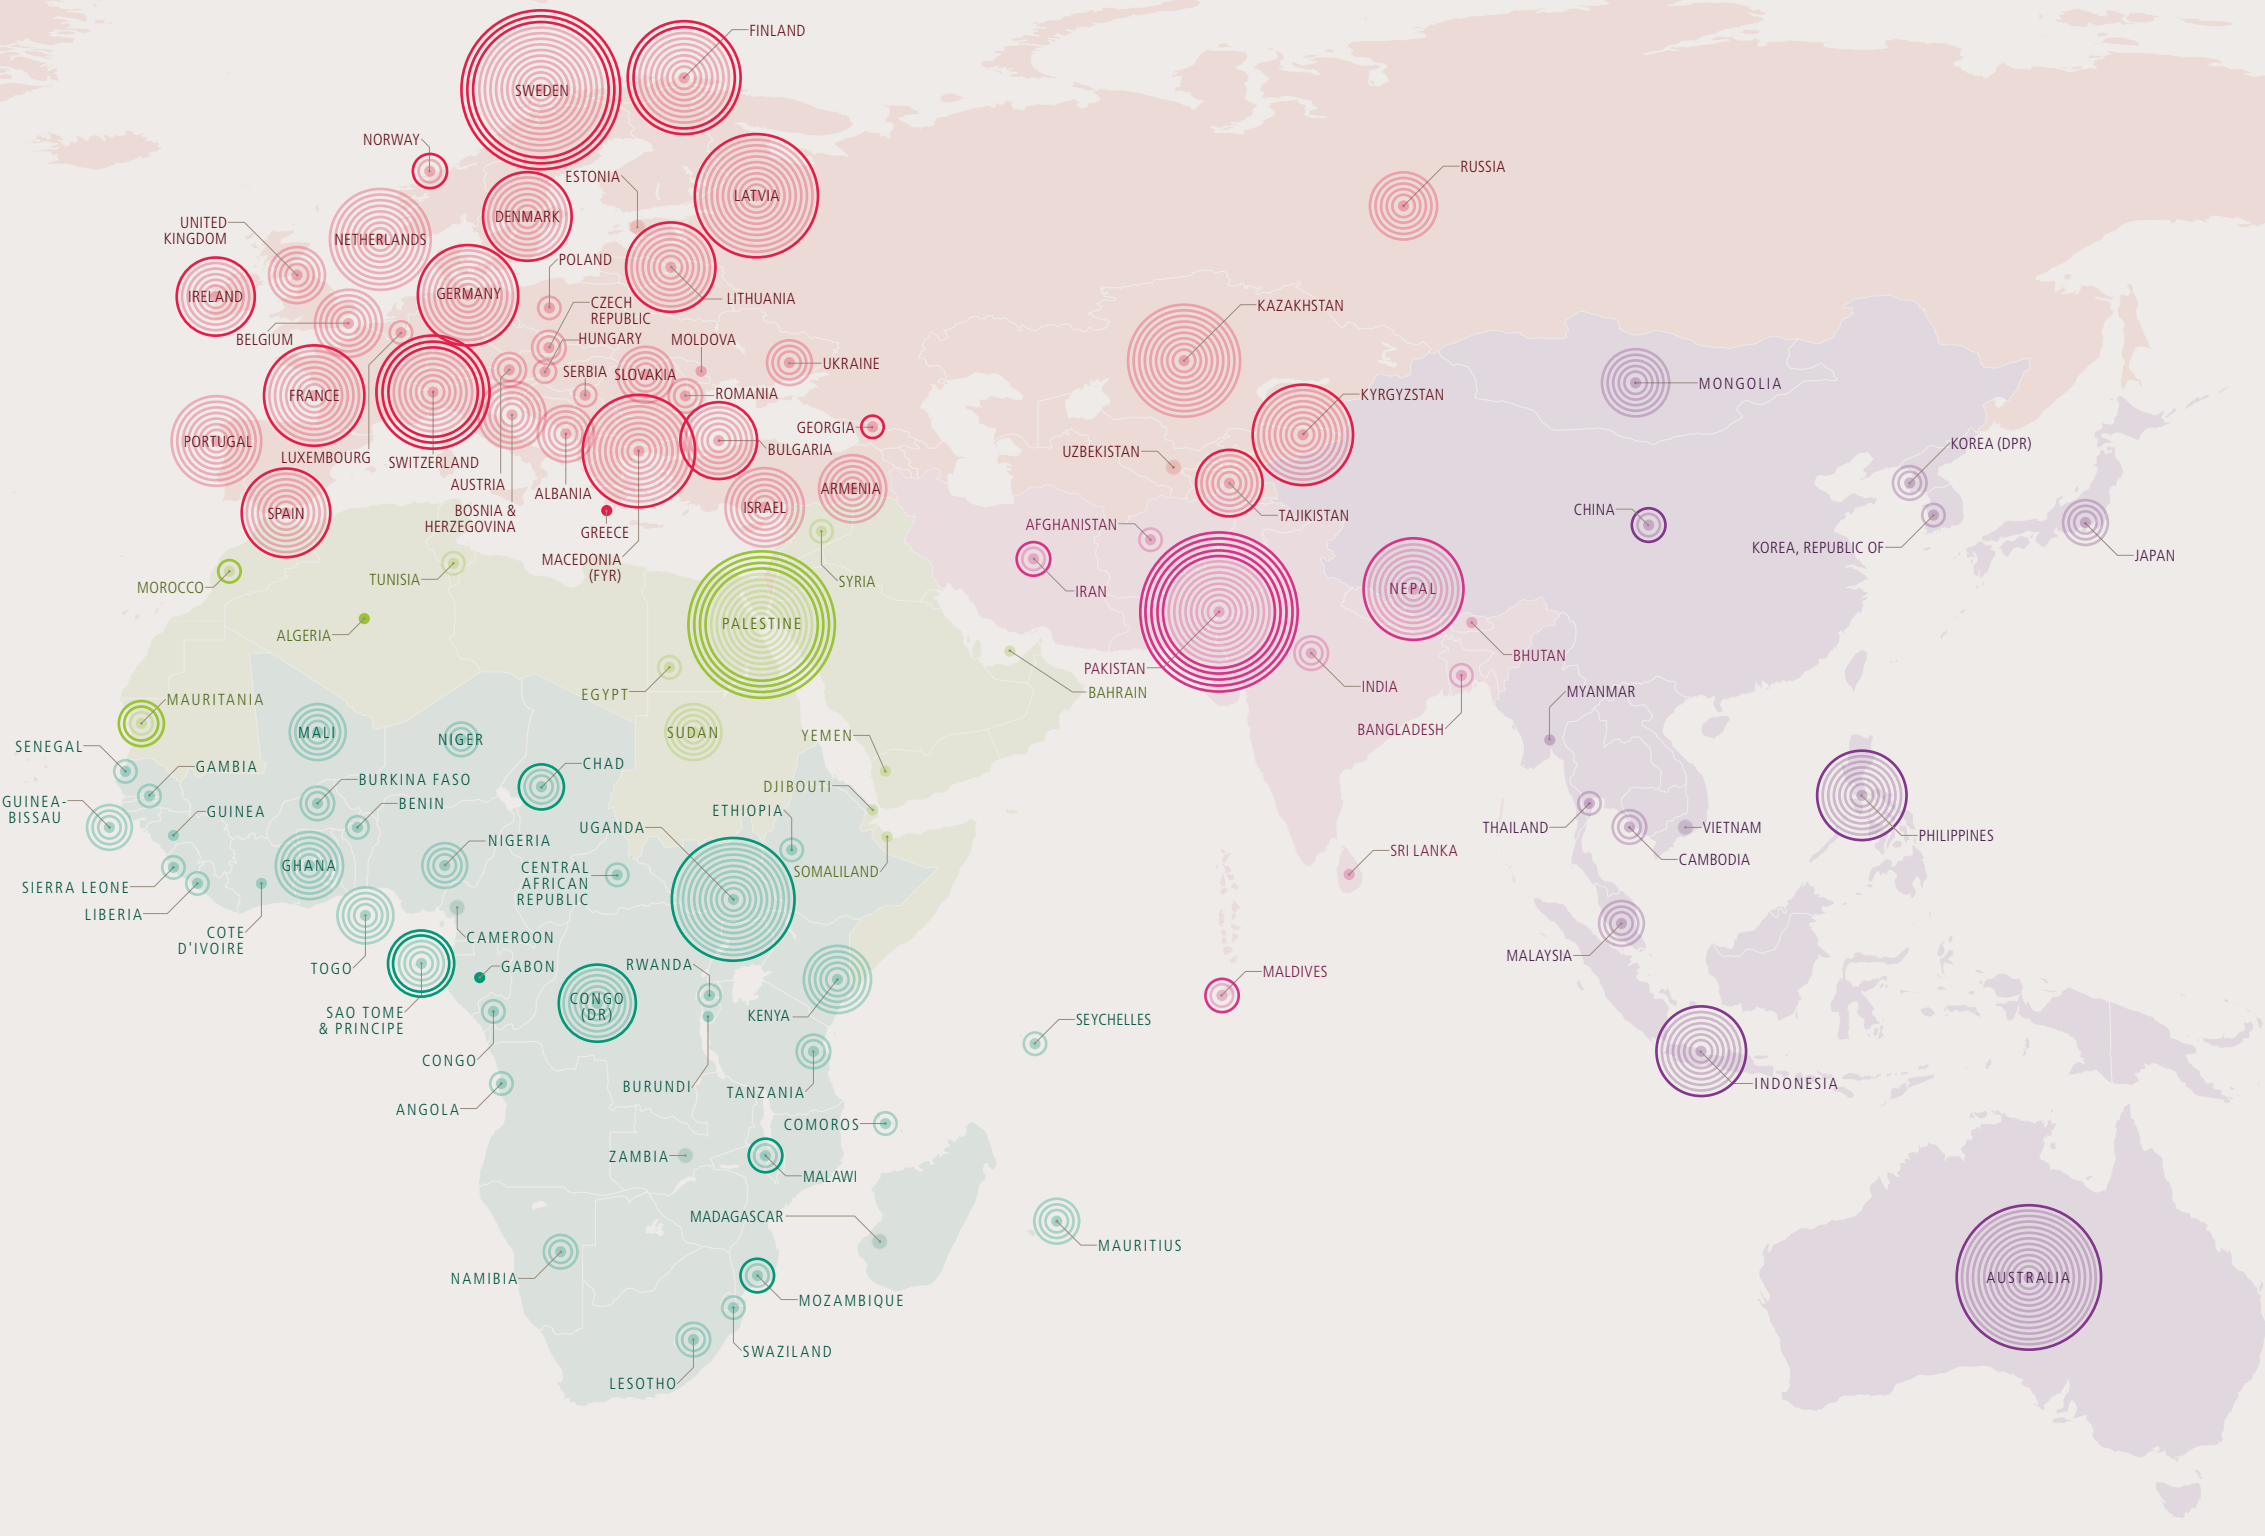 FINLAND
SWEDEN
NORWAY
RUSSIA
ESTONIA
LATVIA
DENMARK
UNITED
KINGDOM
NETHERLANDS
POLAND
GERMANY
IRELAND
LITHUANIA
CZECH
REPUBLIC
KAZAKHSTAN
BELGIUM
HUNGARY
MOLDOVA
UKRAINE
SERBIA
SLOVAKIA
MONGOLIA
FRANCE
ROMANIA
KYRGYZSTAN
GEORGIA
PORTUGAL
BULGARIA
KOREA (DPR)
LUXEMBOURG
SWITZERLAND
UZBEKISTAN
AUSTRIA
ALBANIA
ARMENIA
ISRAEL
SPAIN
BOSNIA &
HERZEGOVINA
CHINA
TAJIKISTAN
AFGHANISTAN
GREECE
KOREA, REPUBLIC OF
JAPAN
MACEDONIA
(FYR)
TUNISIA
SYRIA
MOROCCO
IRAN
NEPAL
PALESTINE
ALGERIA
BHUTAN
PAKISTAN
INDIA
EGYPT
BAHRAIN
MYANMAR
MAURITANIA
BANGLADESH
MALI
NIGER
SUDAN
YEMEN
SENEGAL
GAMBIA
CHAD
BURKINA FASO
DJIBOUTI
GUINEA-
BISSAU
BENIN
GUINEA
ETHIOPIA
UGANDA
THAILAND
VIETNAM
PHILIPPINES
NIGERIA
SRI LANKA
CAMBODIA
GHANA
CENTRAL
AFRICAN
REPUBLIC
SOMALILAND
SIERRA LEONE
LIBERIA
COTE
D'IVOIRE
CAMEROON
MALAYSIA
TOGO
GABON
RWANDA
MALDIVES
CONGO
(DR)
SAO TOME
& PRINCIPE
KENYA
SEYCHELLES
CONGO
BURUNDI
TANZANIA
INDONESIA
ANGOLA
COMOROS
ZAMBIA
MALAWI
MADAGASCAR
MAURITIUS
NAMIBIA
AUSTRALIA
MOZAMBIQUE
SWAZILAND
LESOTHO